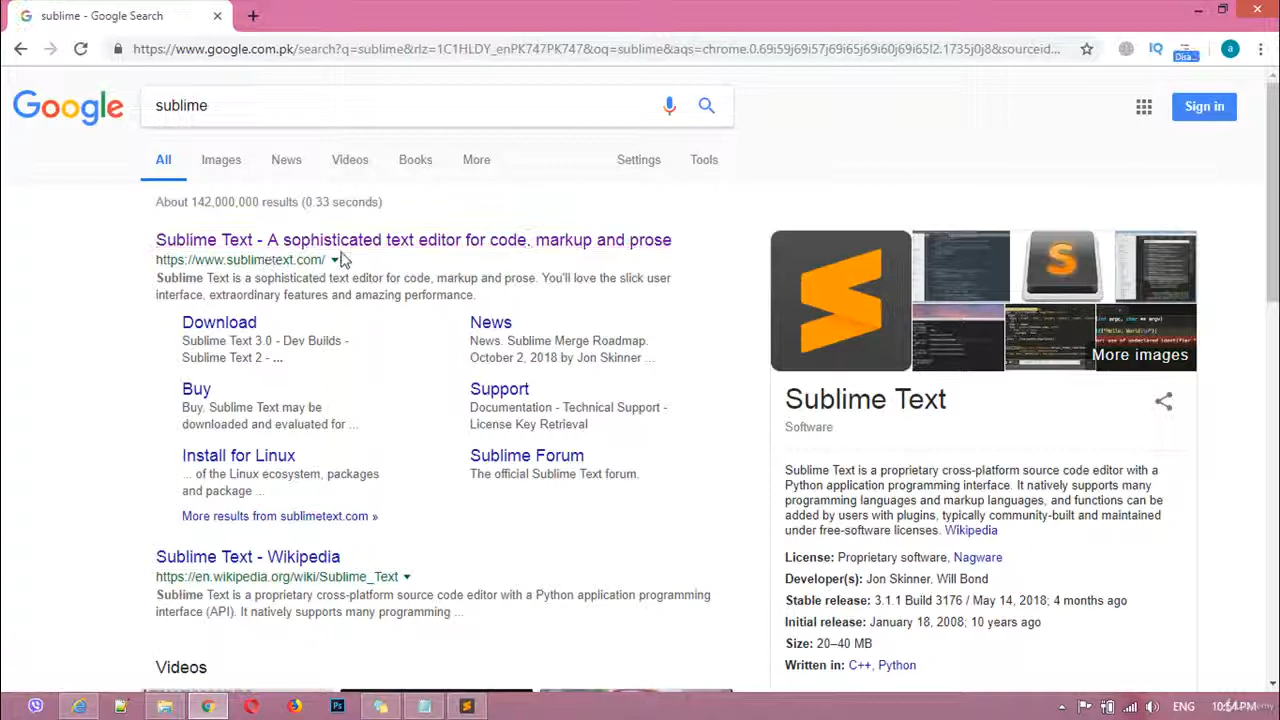 sublime - Google Search
https://www.google.com.pk/search?q=sublime&rlz=1C1HLDY_enPK747PK747&oq=sublime&aqs=chrome.0.69i59j69i57j69i65j69i60j69i65l2.1735j0j8&sourceid...
IQ
Disa...
a
Google
sublime
Sign in
All Images News Videos Books More Settings Tools
About 142,000,000 results (0.33 seconds)
Sublime Text - A sophisticated text editor for code, markup and prose
https://www.sublimetext.com/
Sublime Text is a sophisticated text editor for code, markup and prose. You'll love the slick user
interface, extraordinary features and amazing performance.
Download
Sublime Text 3.0 - Dev Builds -
Sublime Text 2 - ...
News
News. Sublime Merge Roadmap.
October 2, 2018 by Jon Skinner ...
Buy
Buy. Sublime Text may be
downloaded and evaluated for ...
Support
Documentation - Technical Support -
License Key Retrieval
Install for Linux
... of the Linux ecosystem, packages
and package ...
Sublime Forum
The official Sublime Text forum.
More results from sublimetext.com »
Sublime Text - Wikipedia
https://en.wikipedia.org/wiki/Sublime_Text
Sublime Text is a proprietary cross-platform source code editor with a Python application programming
interface (API). It natively supports many programming ...
Videos
More images
Sublime Text
Software
Sublime Text is a proprietary cross-platform source code editor with a
Python application programming interface. It natively supports many
programming languages and markup languages, and functions can be
added by users with plugins, typically community-built and maintained
under free-software licenses. Wikipedia
License: Proprietary software, Nagware
Developer(s): Jon Skinner, Will Bond
Stable release: 3.1.1 Build 3176 / May 14, 2018; 4 months ago
Initial release: January 18, 2008; 10 years ago
Size: 20–40 MB
Written in: C++, Python
Ps
ENG
10:54 PM